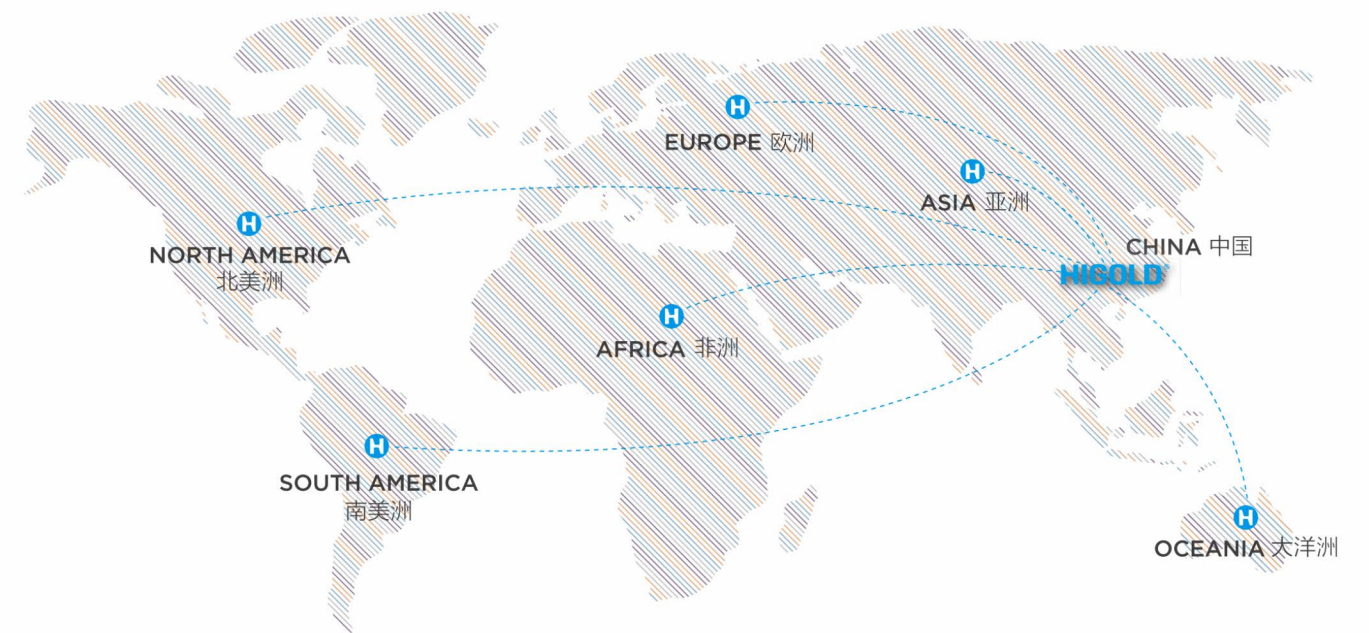 H
EUROPE 欧洲
H
ASIA 亚洲
H
NORTH AMERICA
北美洲
CHINA 中国
HIGOLD®
H
AFRICA 非洲
H
SOUTH AMERICA
南美洲
H
OCEANIA 大洋洲